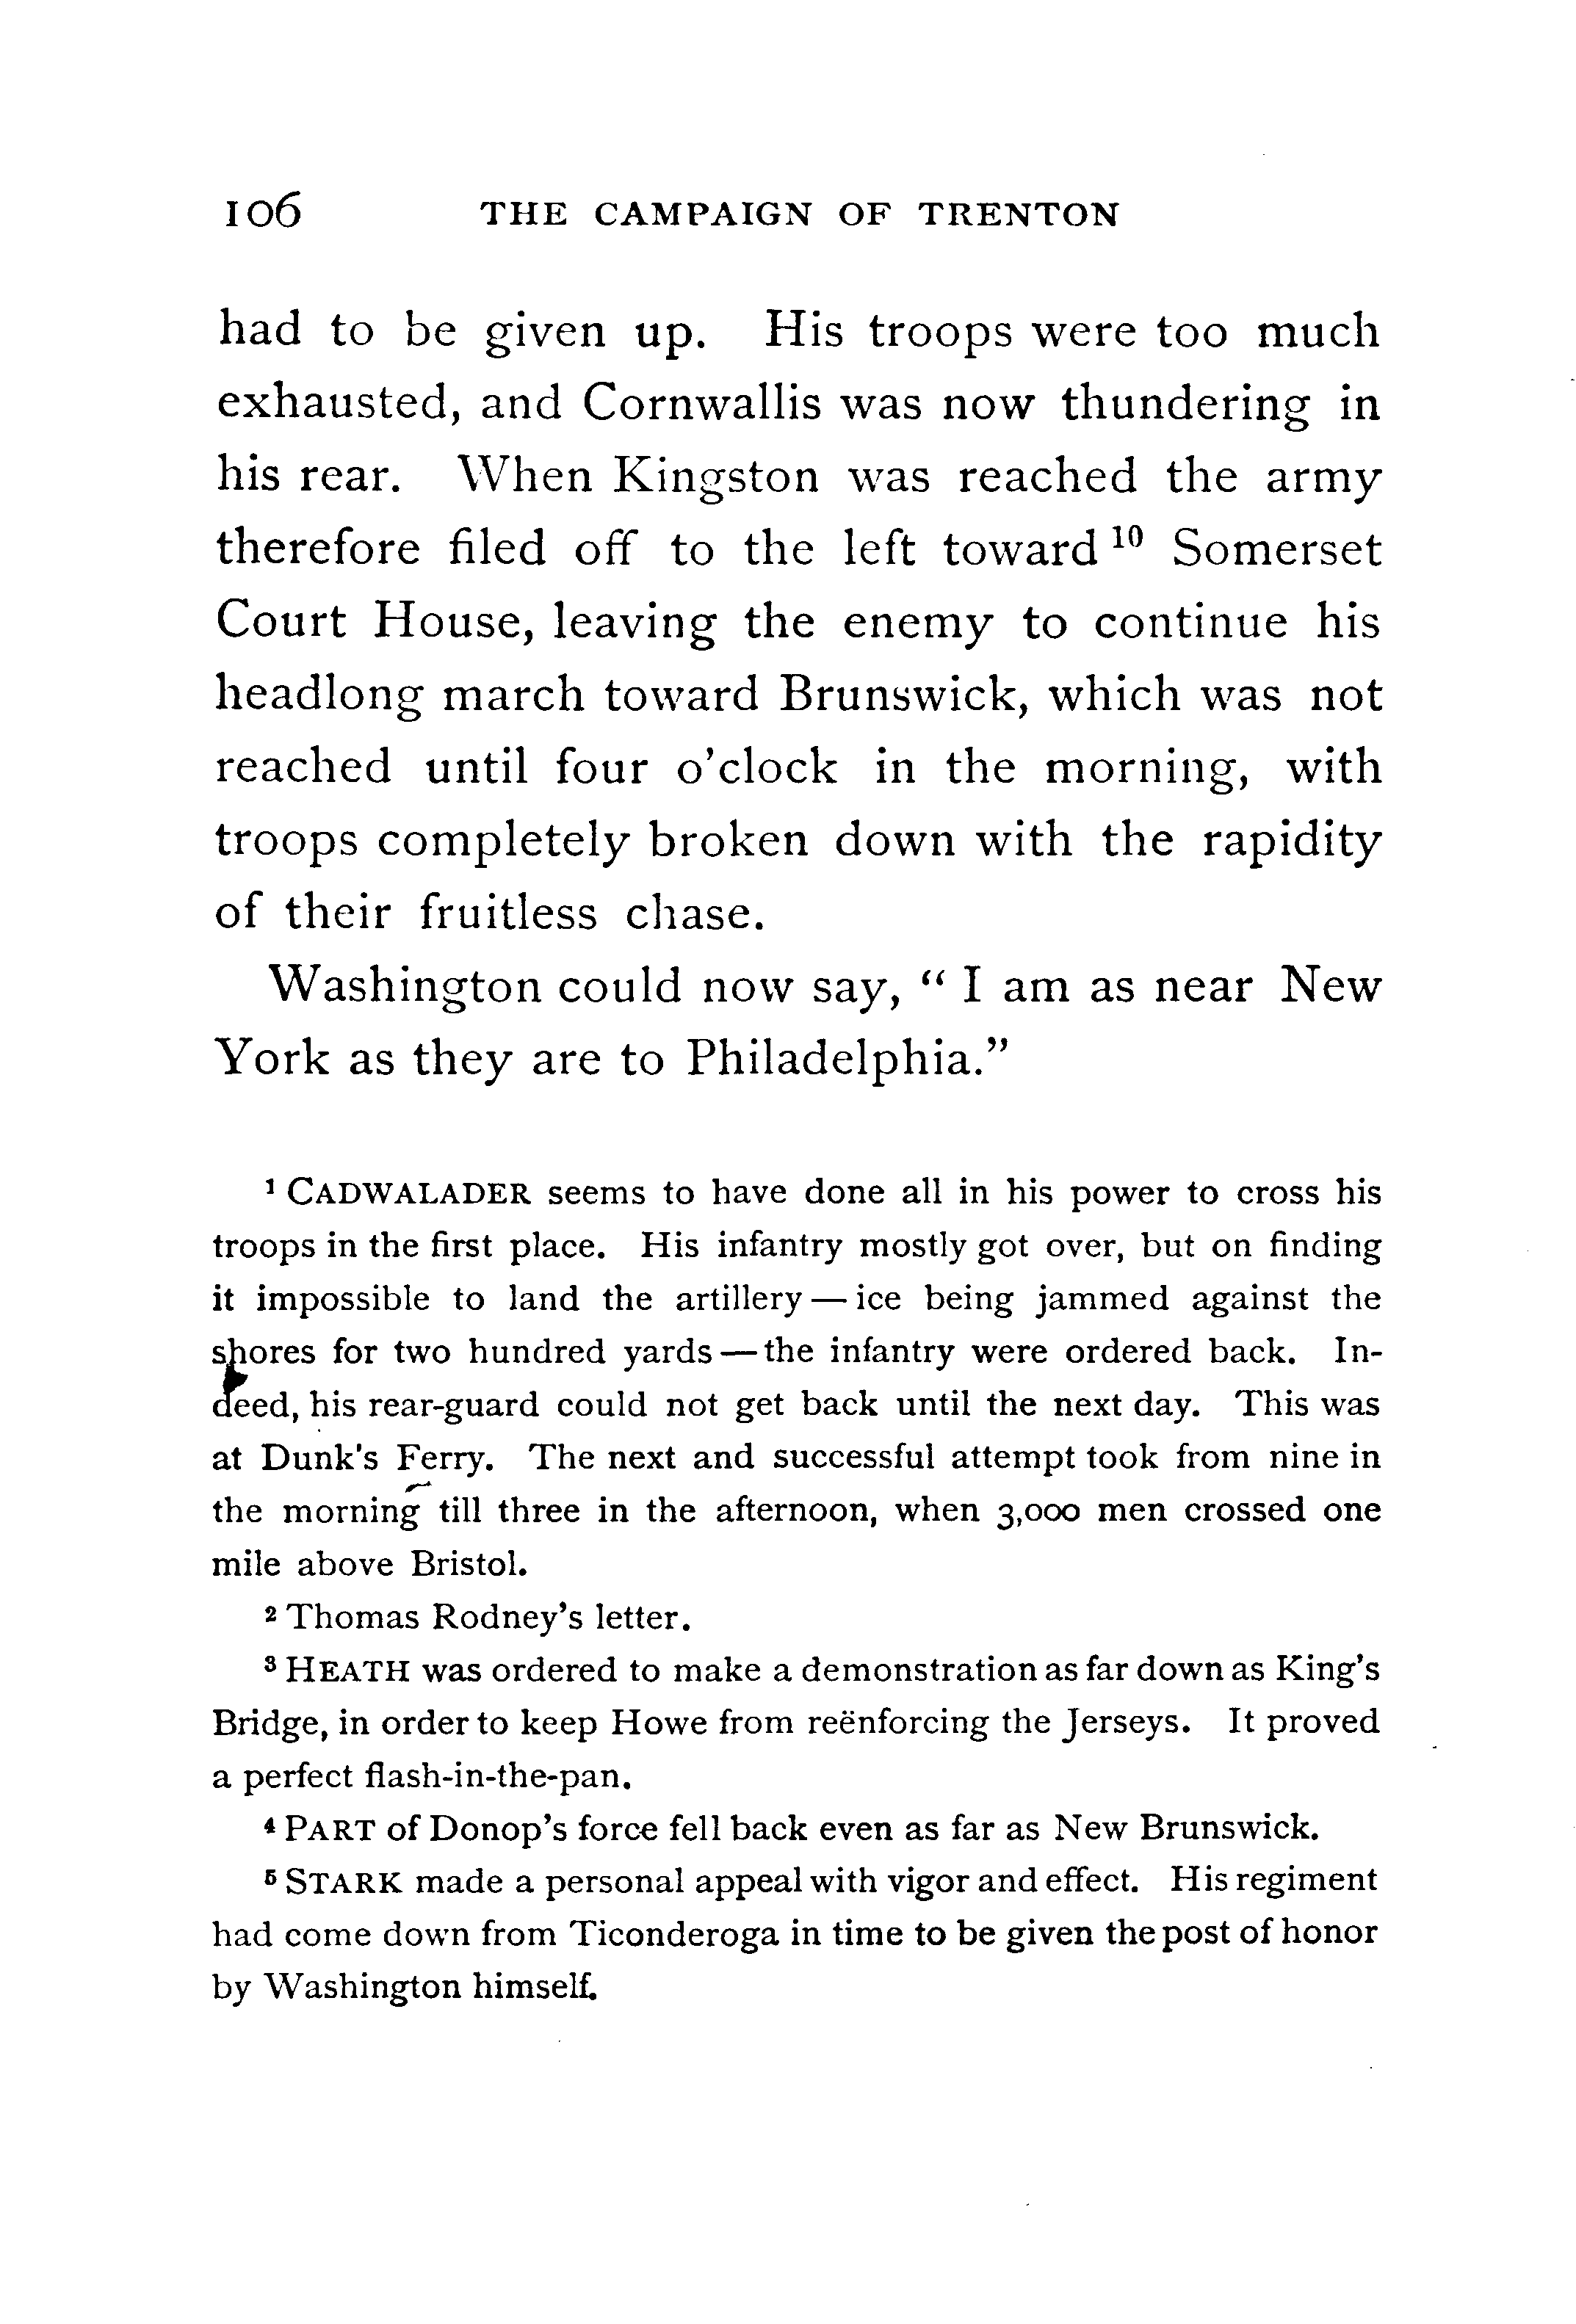 106 THE CAMPAIGN OF TRENTON
had to be given up. His troops were too much
exhausted, and Cornwallis was now thundering in
his rear. When Kingston was reached the army
therefore filed off to the left toward ¹⁰ Somerset
Court House, leaving the enemy to continue his
headlong march toward Brunswick, which was not
reached until four o’clock in the morning, with
troops completely broken down with the rapidity
of their fruitless chase.
Washington could now say, “ I am as near New
York as they are to Philadelphia.”
¹ CADWALADER seems to have done all in his power to cross his
troops in the first place. His infantry mostly got over, but on finding
it impossible to land the artillery — ice being jammed against the
shores for two hundred yards — the infantry were ordered back. In-
deed, his rear-guard could not get back until the next day. This was
at Dunk's Ferry. The next and successful attempt took from nine in
the morning till three in the afternoon, when 3,000 men crossed one
mile above Bristol.
² Thomas Rodney’s letter.
³ HEATH was ordered to make a demonstration as far down as King’s
Bridge, in order to keep Howe from reënforcing the Jerseys. It proved
a perfect flash-in-the-pan.
⁴ PART of Donop’s force fell back even as far as New Brunswick.
⁵ STARK made a personal appeal with vigor and effect. His regiment
had come down from Ticonderoga in time to be given the post of honor
by Washington himself.